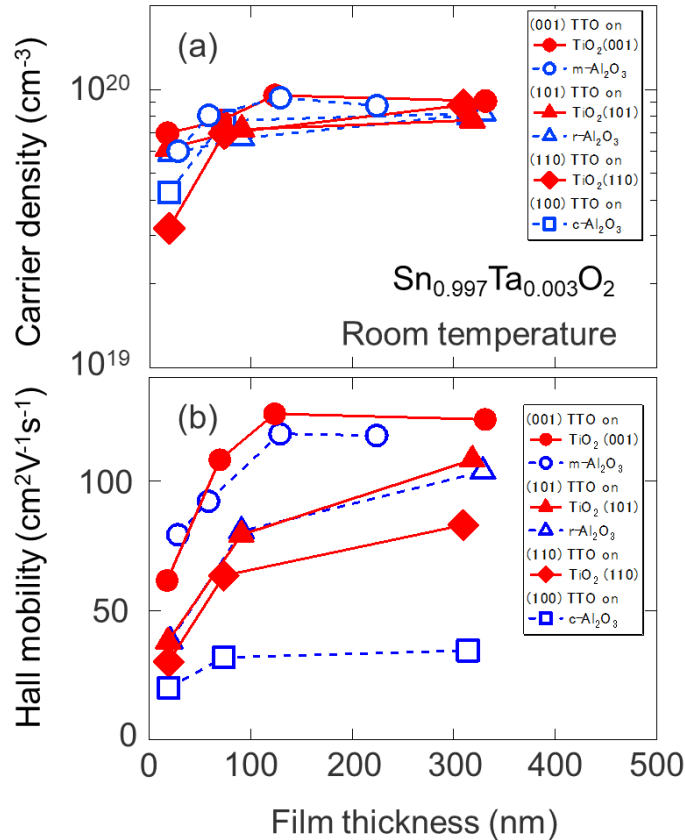 (a)
(001) TTO on
TiO2(001)
m-Al2O3
(101) TTO on
TiO2(101)
r-Al2O3
(110) TTO on
TiO2(110)
(100) TTO on
c-Al2O3
Carrier density (cm-3)
10^20
10^19
Sn0.997Ta0.003O2
Room temperature
(b)
(001) TTO on
TiO2 (001)
m-Al2O3
(101) TTO on
TiO2 (101)
r-Al2O3
(110) TTO on
TiO2 (110)
(100) TTO on
c-Al2O3
Hall mobility (cm2V-1s-1)
100
50
0
0 100 200 300 400 500
Film thickness (nm)